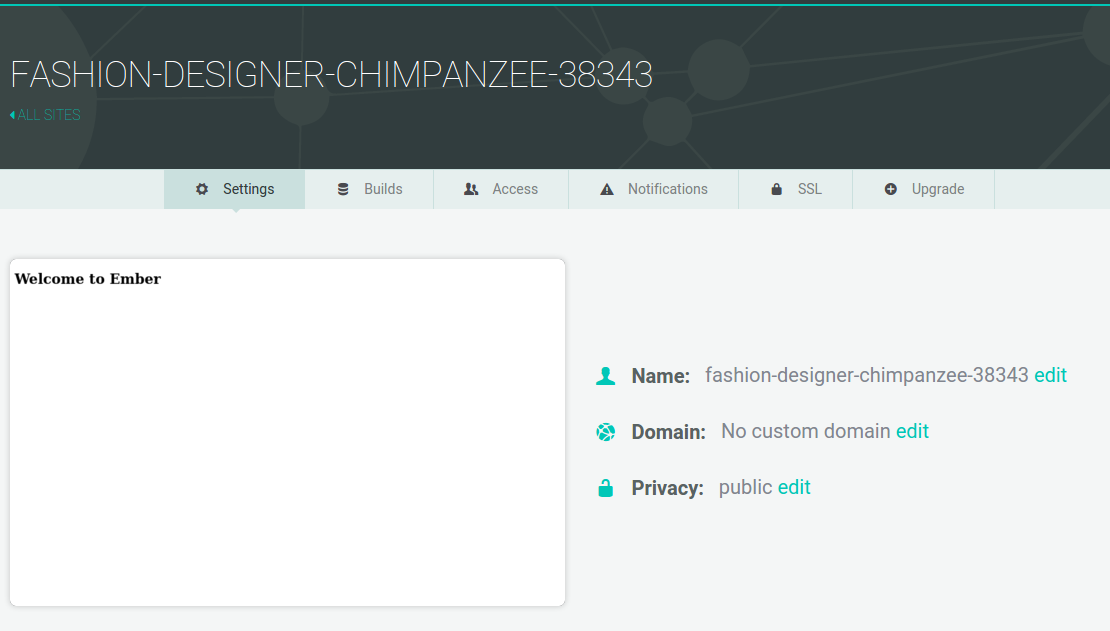 FASHION-DESIGNER-CHIMPANZEE-38343
ALL SITES
Settings Builds Access Notifications SSL Upgrade
Welcome to Ember
Name: fashion-designer-chimpanzee-38343 edit
Domain: No custom domain edit
Privacy: public edit